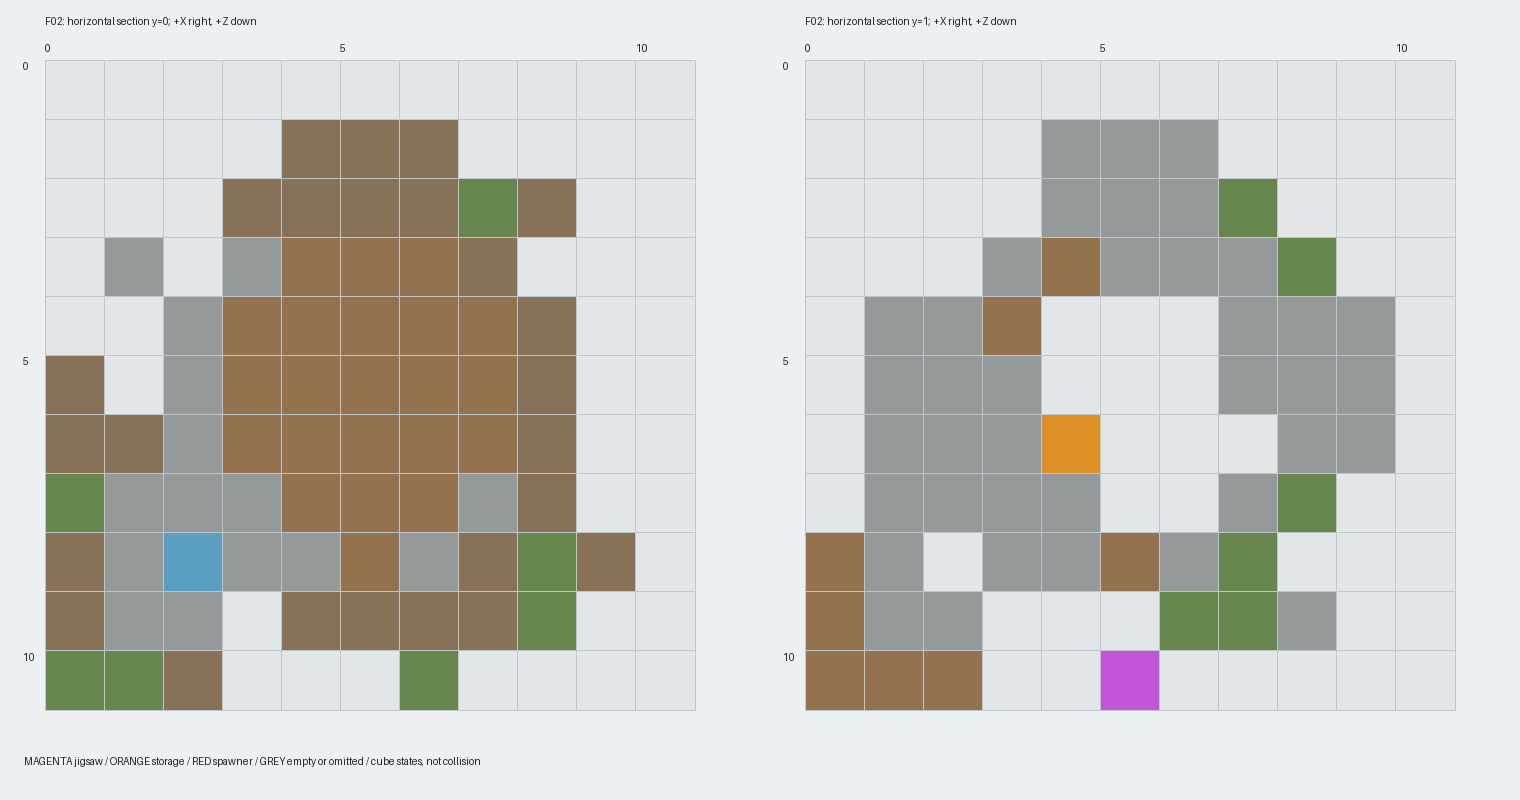 F02: horizontal section y=0; +X right, +Z down
F02: horizontal section y=1; +X right, +Z down
0 5 10
0 5 10
0
0
5
5
10
10
MAGENTA jigsaw / ORANGE storage / RED spawner / GREY empty or omitted / cube states, not collision